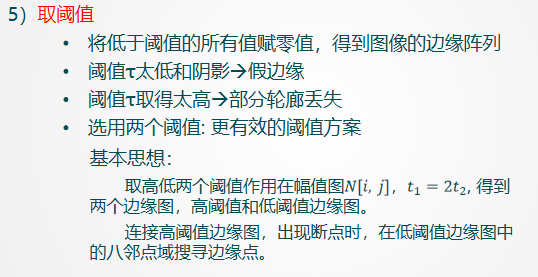 5）取阈值
• 将低于阈值的所有值赋零值，得到图像的边缘阵列
• 阈值τ太低和阴影→假边缘
• 阈值τ取得太高→部分轮廓丢失
• 选用两个阈值: 更有效的阈值方案
基本思想：
取高低两个阈值作用在幅值图N[i, j]，t₁ = 2t₂, 得到
两个边缘图，高阈值和低阈值边缘图。
连接高阈值边缘图，出现断点时，在低阈值边缘图中
的八邻点域搜寻边缘点。